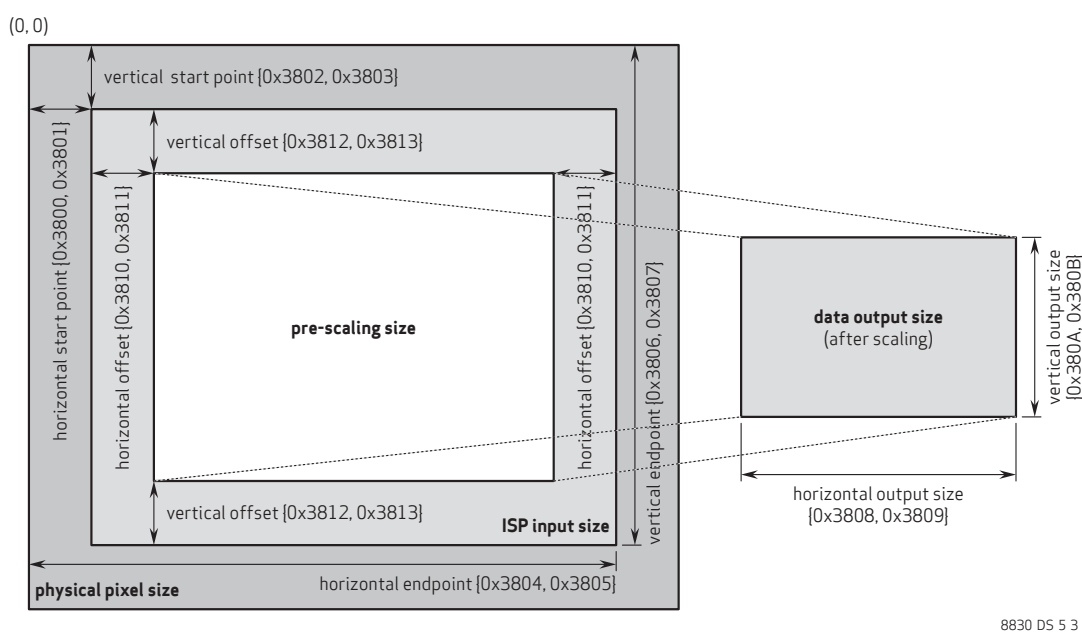 (0, 0)
vertical start point {0x3802, 0x3803}
vertical offset {0x3812, 0x3813}
horizontal start point {0x3800, 0x3801}
horizontal offset {0x3810, 0x3811}
pre-scaling size
horizontal offset {0x3810, 0x3811}
vertical endpoint {0x3806, 0x3807}
data output size
(after scaling)
vertical output size
{0x380A, 0x380B}
horizontal output size
{0x3808, 0x3809}
vertical offset {0x3812, 0x3813}
ISP input size
horizontal endpoint {0x3804, 0x3805}
physical pixel size
8830 DS 5 3